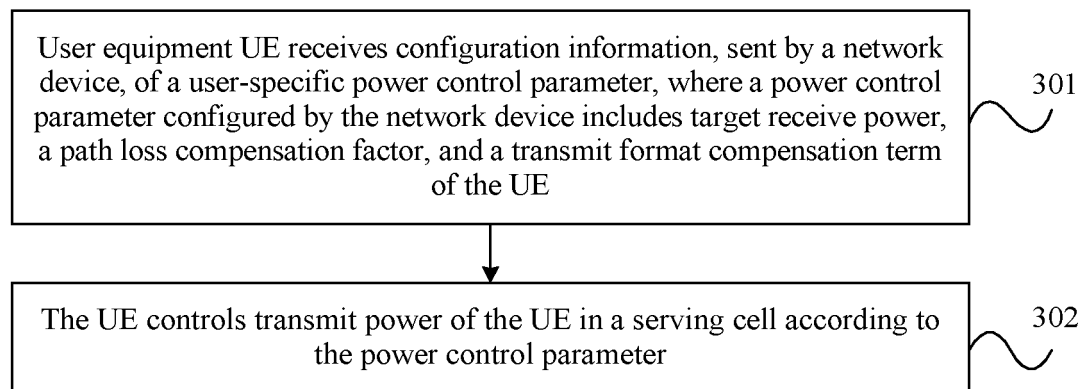 User equipment UE receives configuration information, sent by a network
device, of a user-specific power control parameter, where a power control
parameter configured by the network device includes target receive power,
a path loss compensation factor, and a transmit format compensation term
of the UE
301
The UE controls transmit power of the UE in a serving cell according to
the power control parameter
302